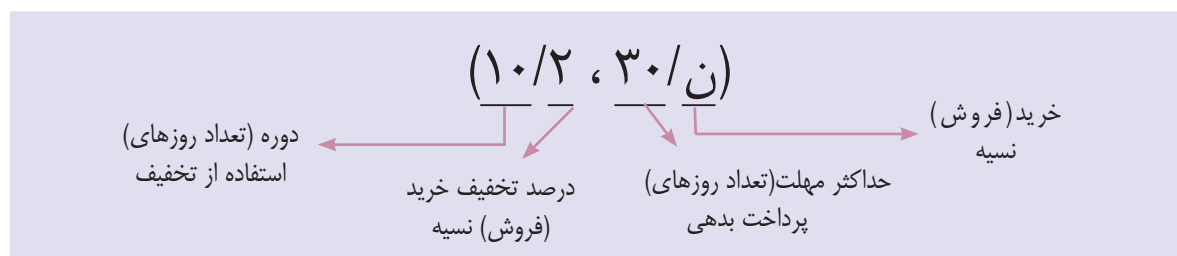 (ن/۳۰ ، ۲/۱۰)
خرید(فروش)
نسیه
حداکثر مهلت(تعداد روزهای)
پرداخت بدهی
درصد تخفیف خرید
(فروش) نسیه
دوره (تعداد روزهای)
استفاده از تخفیف